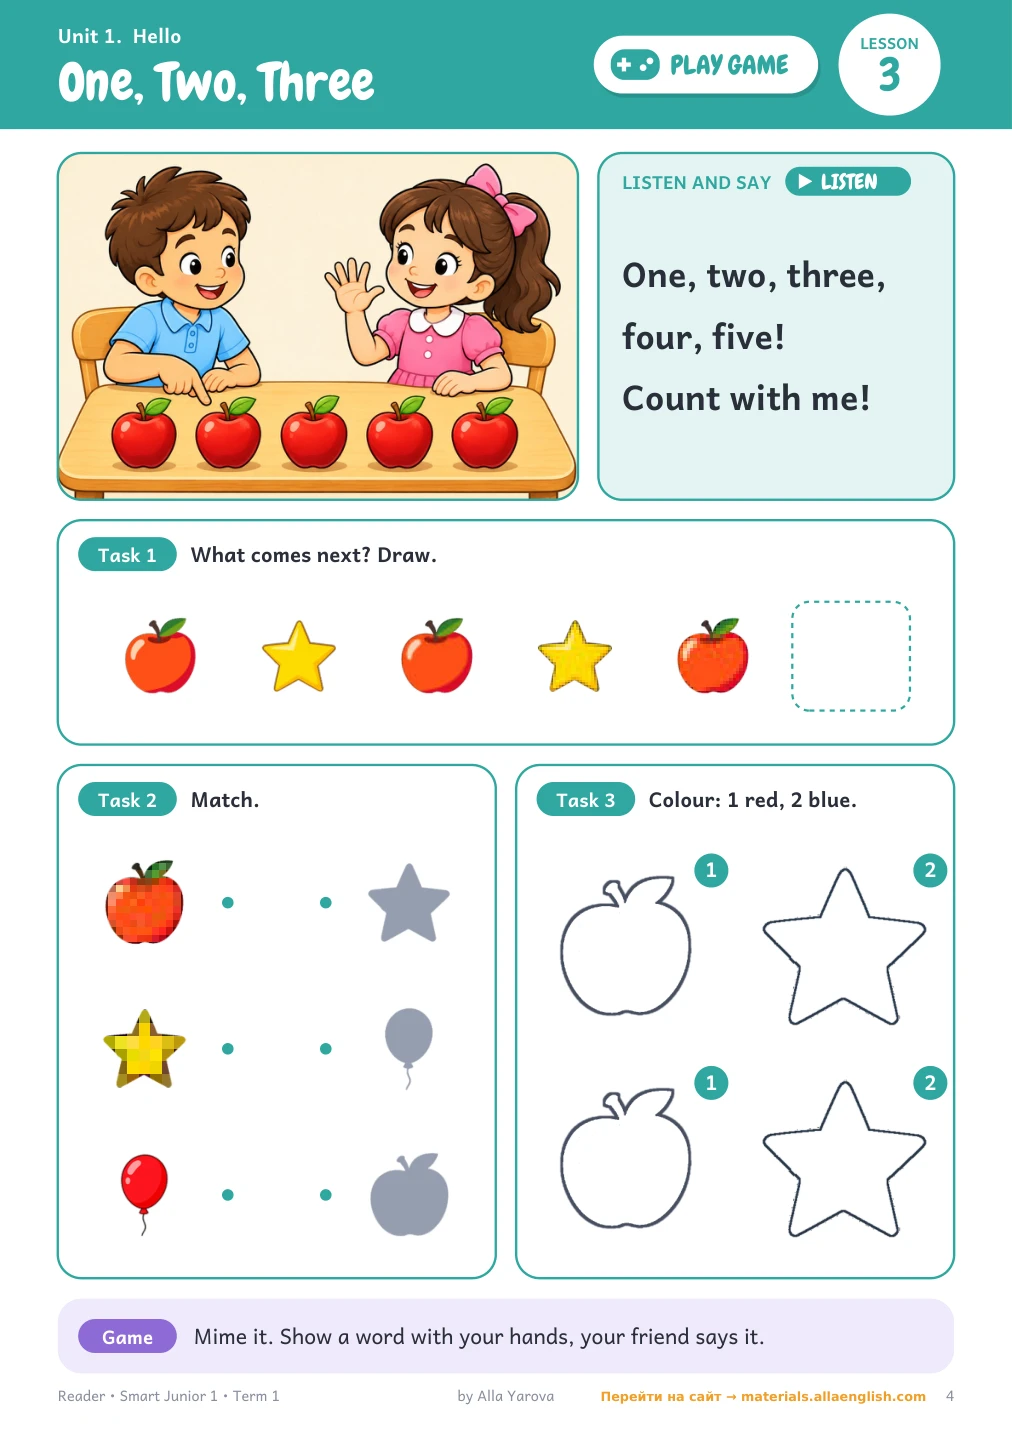 Unit 1. Hello
One, Two, Three
PLAY GAME
LESSON
3
LISTEN AND SAY
LISTEN
One, two, three,
four, five!
Count with me!
Task 1
What comes next? Draw.
Task 2
Match.
Task 3
Colour: 1 red, 2 blue.
1
2
1
2
Game
Mime it. Show a word with your hands, your friend says it.
Reader • Smart Junior 1 • Term 1
by Alla Yarova
Перейти на сайт → materials.allaenglish.com
4